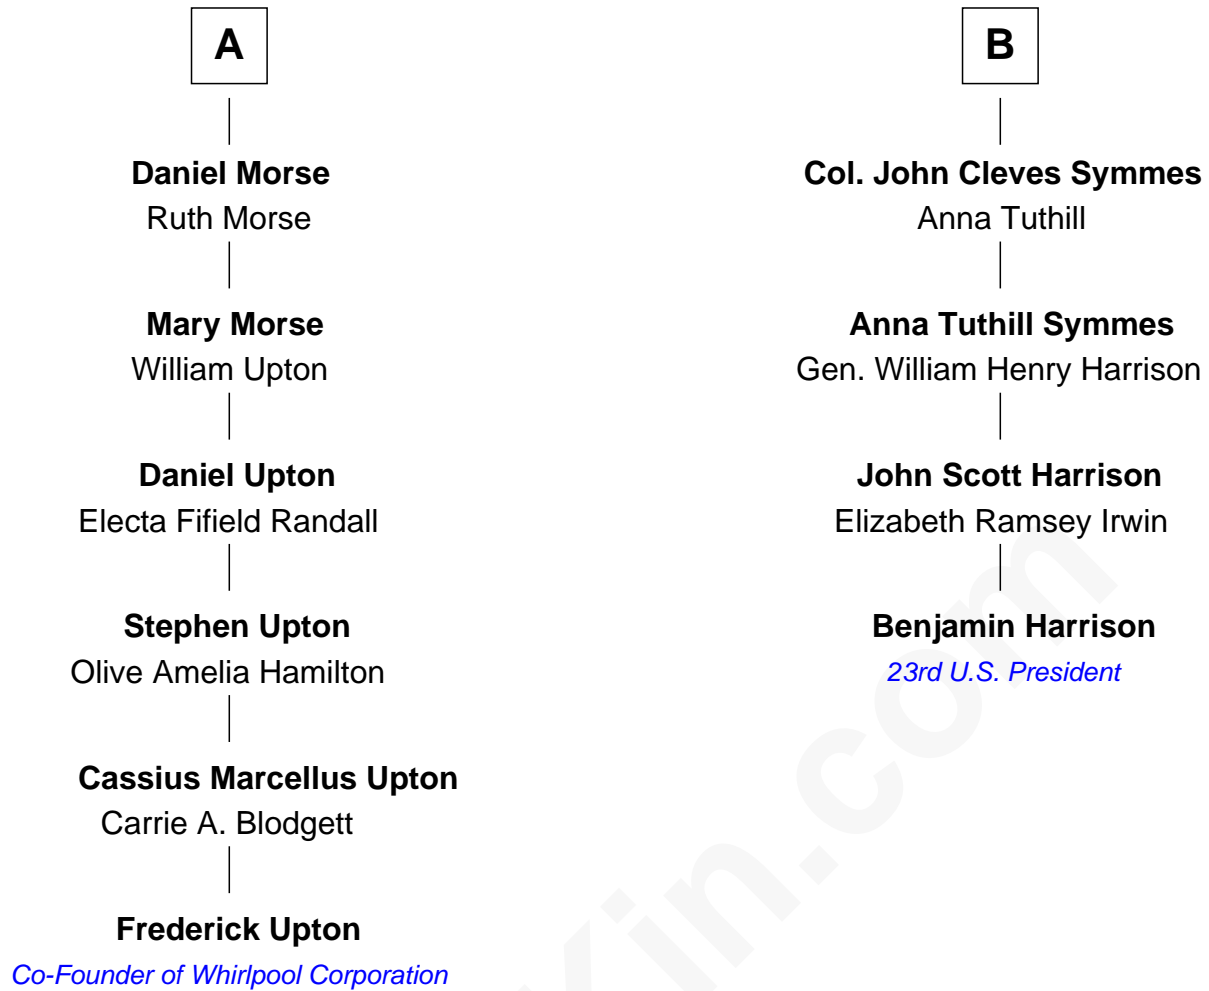 A
Daniel Morse
Ruth Morse
Mary Morse
William Upton
Daniel Upton
Electa Fifield Randall
Stephen Upton
Olive Amelia Hamilton
Cassius Marcellus Upton
Carrie A. Blodgett
Frederick Upton
Co-Founder of Whirlpool Corporation
B
Col. John Cleves Symmes
Anna Tuthill
Anna Tuthill Symmes
Gen. William Henry Harrison
John Scott Harrison
Elizabeth Ramsey Irwin
Benjamin Harrison
23rd U.S. President
Kin.com